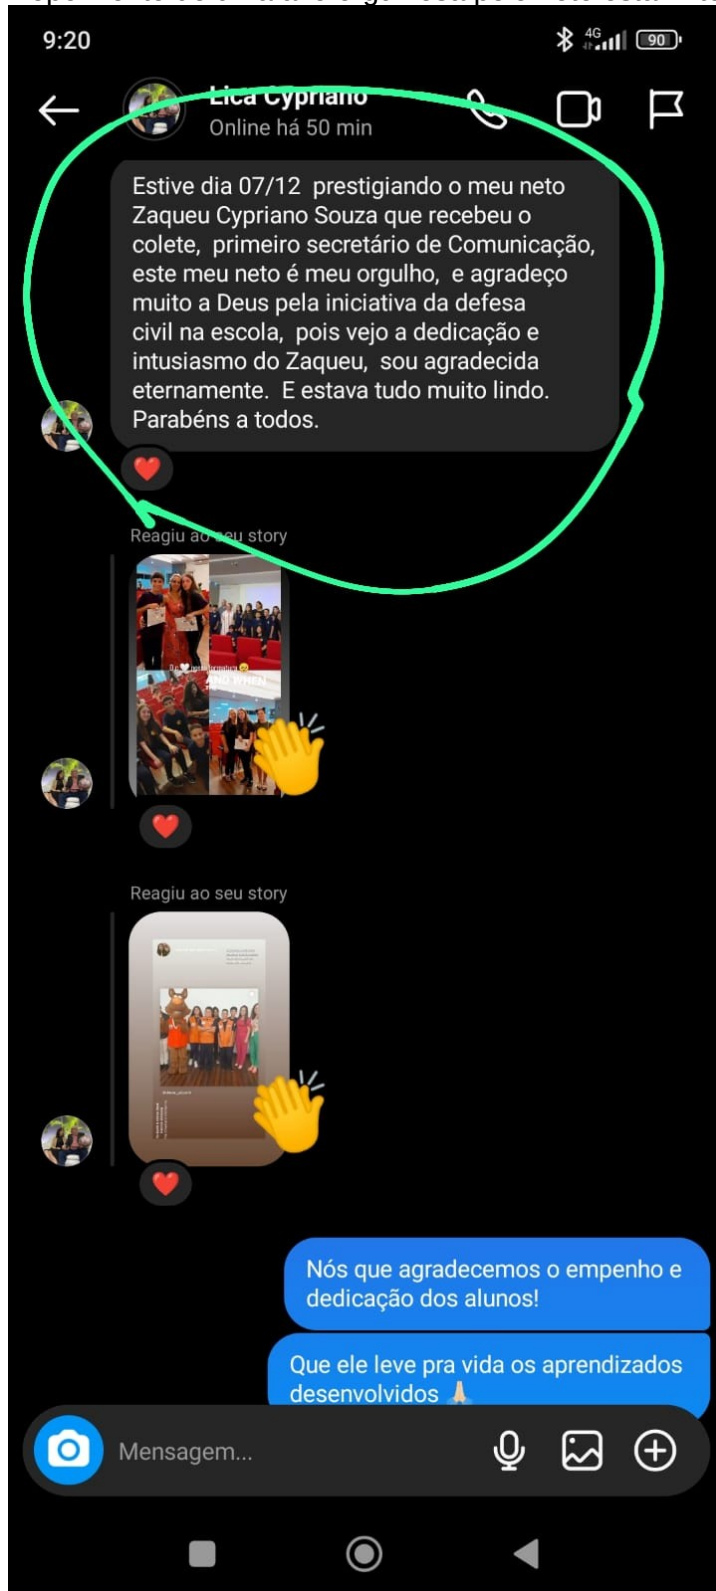 9:20
4G
90
Lica Cypriano
Online há 50 min
Estive dia 07/12 prestigiando o meu neto
Zaqueu Cypriano Souza que recebeu o
colete, primeiro secretário de Comunicação,
este meu neto é meu orgulho, e agradeço
muito a Deus pela iniciativa da defesa
civil na escola, pois vejo a dedicação e
intusiasmo do Zaqueu, sou agradecida
eternamente. E estava tudo muito lindo.
Parabéns a todos.
Reagiu ao seu story
AND WHEN
Reagiu ao seu story
Nós que agradecemos o empenho e
dedicação dos alunos!
Que ele leve pra vida os aprendizados
desenvolvidos 🙏🏻
Mensagem...